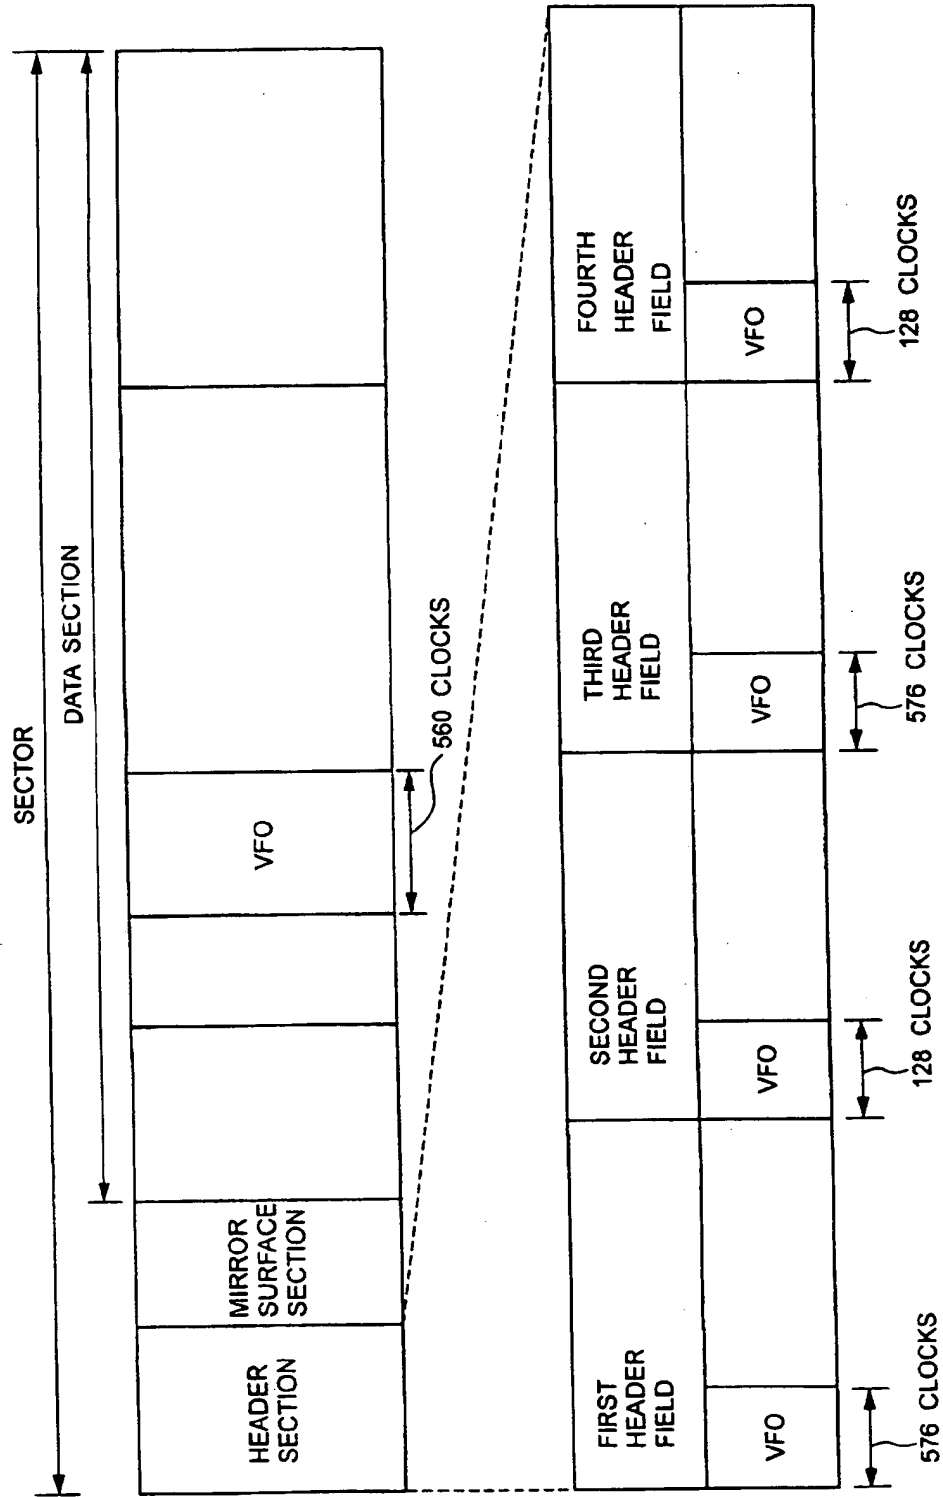 SECTOR
DATA SECTION
HEADER
SECTION
MIRROR
SURFACE
SECTION
VFO
560 CLOCKS
FIRST
HEADER
FIELD
SECOND
HEADER
FIELD
THIRD
HEADER
FIELD
FOURTH
HEADER
FIELD
VFO
VFO
VFO
VFO
576 CLOCKS
128 CLOCKS
576 CLOCKS
128 CLOCKS